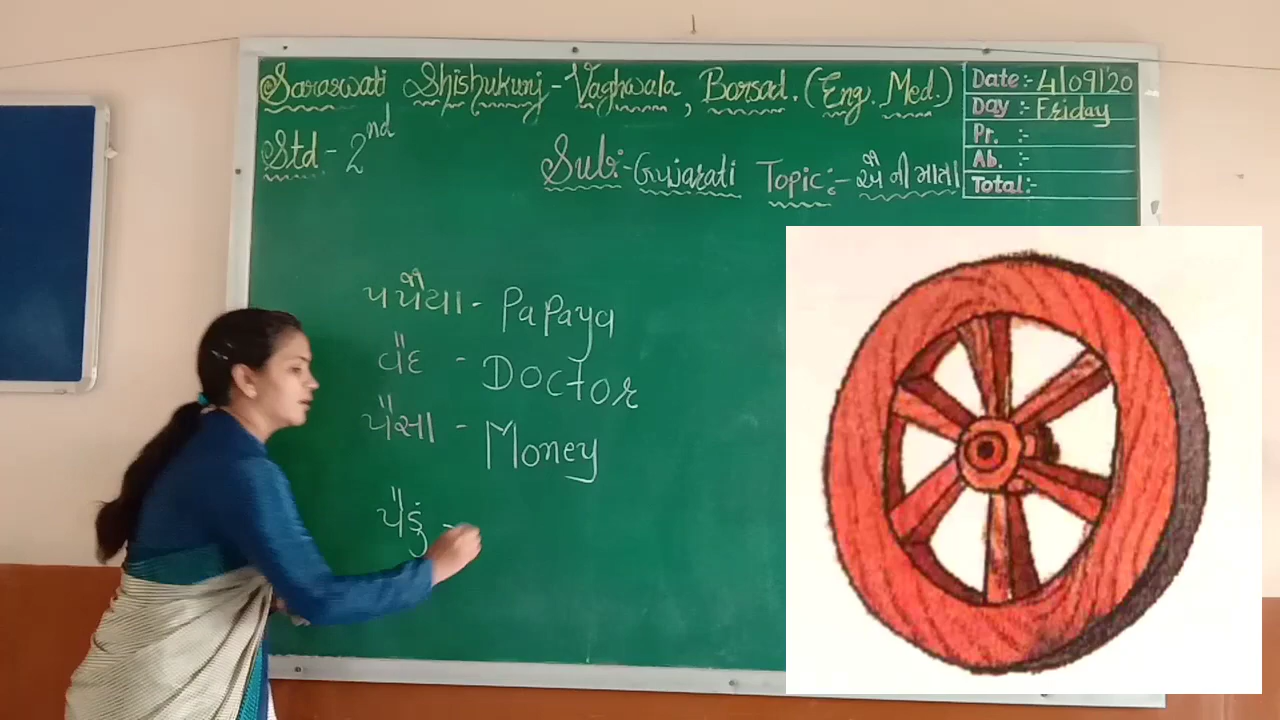 Saraswati Shishukunj - Vaghwala, Borsad. (Eng. Med.)
Std - 2nd
Sub:- Gujarati Topic:- ઐ ની માત્રા
Date:- 4/09/20
Day:- Friday
Pr. :-
Ab. :-
Total:-
પપૈયા - Papaya
વૈદ - Doctor
પૈસા - Money
પૈડું -